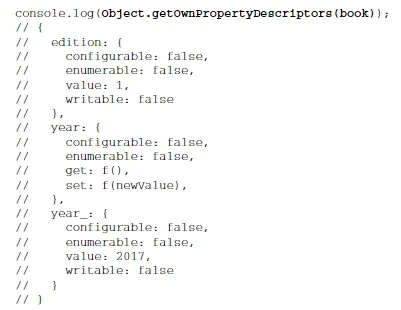 console.log(Object.getOwnPropertyDescriptors(book));
// {
//   edition: {
//     configurable: false,
//     enumerable: false,
//     value: 1,
//     writable: false
//   },
//   year: {
//     configurable: false,
//     enumerable: false,
//     get: f(),
//     set: f(newValue),
//   },
//   year_: {
//     configurable: false,
//     enumerable: false,
//     value: 2017,
//     writable: false
//   }
// }